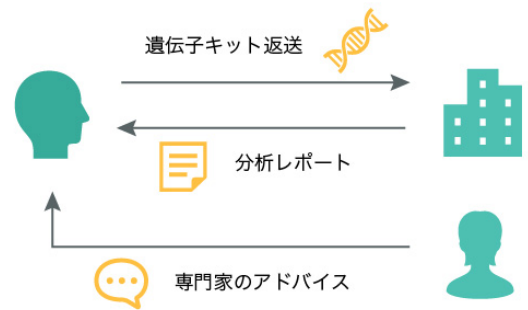 遺伝子キット返送
分析レポート
専門家のアドバイス